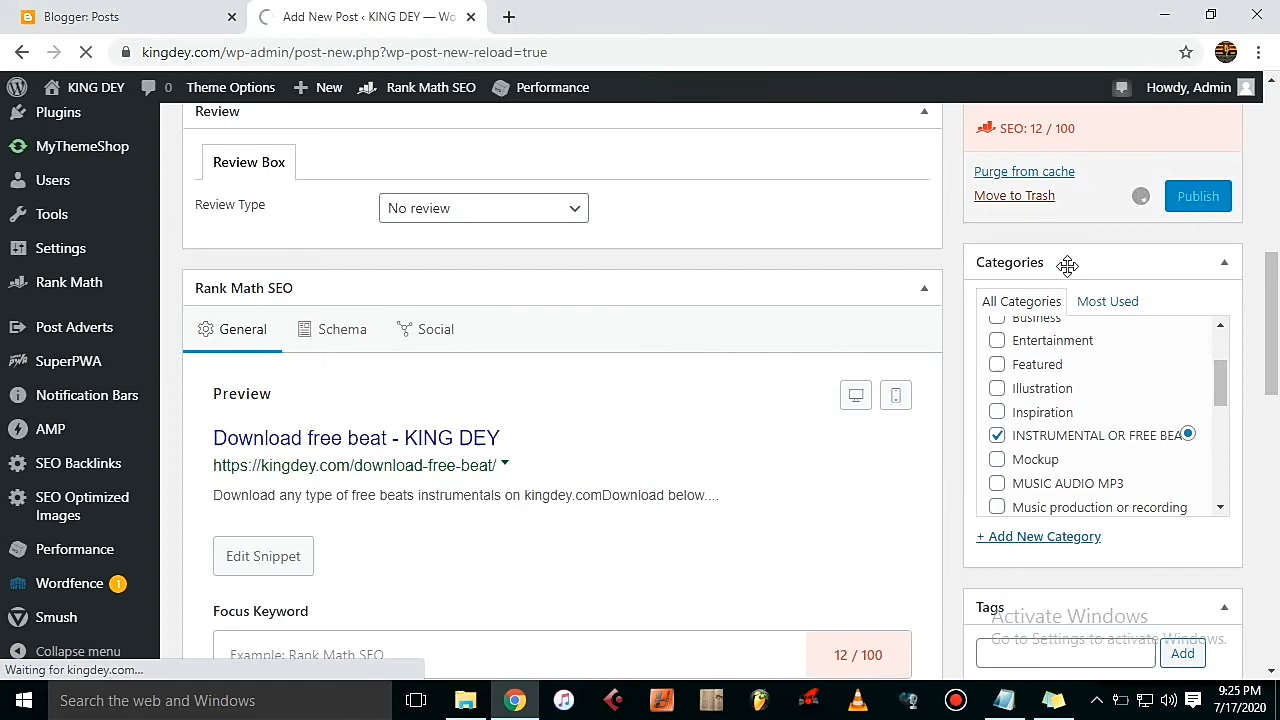 Blogger: Posts
Add New Post ‹ KING DEY — Wo
kingdey.com/wp-admin/post-new.php?wp-post-new-reload=true
KING DEY
0
Theme Options
New
Rank Math SEO
Performance
Howdy, Admin
Plugins
MyThemeShop
Users
Tools
Settings
Rank Math
Post Adverts
SuperPWA
Notification Bars
AMP
SEO Backlinks
SEO Optimized
Images
Performance
Wordfence 1
Smush
Collapse menu
Review
Review Box
Review Type
No review
Rank Math SEO
General
Schema
Social
Preview
Download free beat - KING DEY
https://kingdey.com/download-free-beat/
Download any type of free beats instrumentals on kingdey.comDownload below....
Edit Snippet
Focus Keyword
Example: Rank Math SEO
12 / 100
SEO: 12 / 100
Purge from cache
Move to Trash
Publish
Categories
All Categories
Most Used
Business
Entertainment
Featured
Illustration
Inspiration
INSTRUMENTAL OR FREE BEA
Mockup
MUSIC AUDIO MP3
Music production or recording
+ Add New Category
Tags
Add
Activate Windows
Go to Settings to activate Windows.
Waiting for kingdey.com...
Search the web and Windows
9:25 PM
7/17/2020